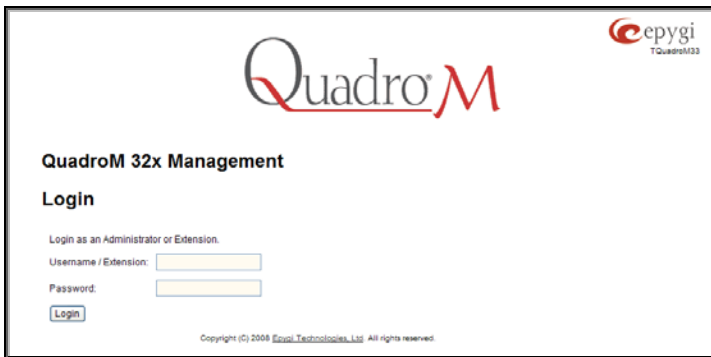 epygi
TQuadroM33
Quadro® M
QuadroM 32x Management
Login
Login as an Administrator or Extension.
Username / Extension:
Password:
Login
Copyright (C) 2008 Epygi Technologies, Ltd. All rights reserved.